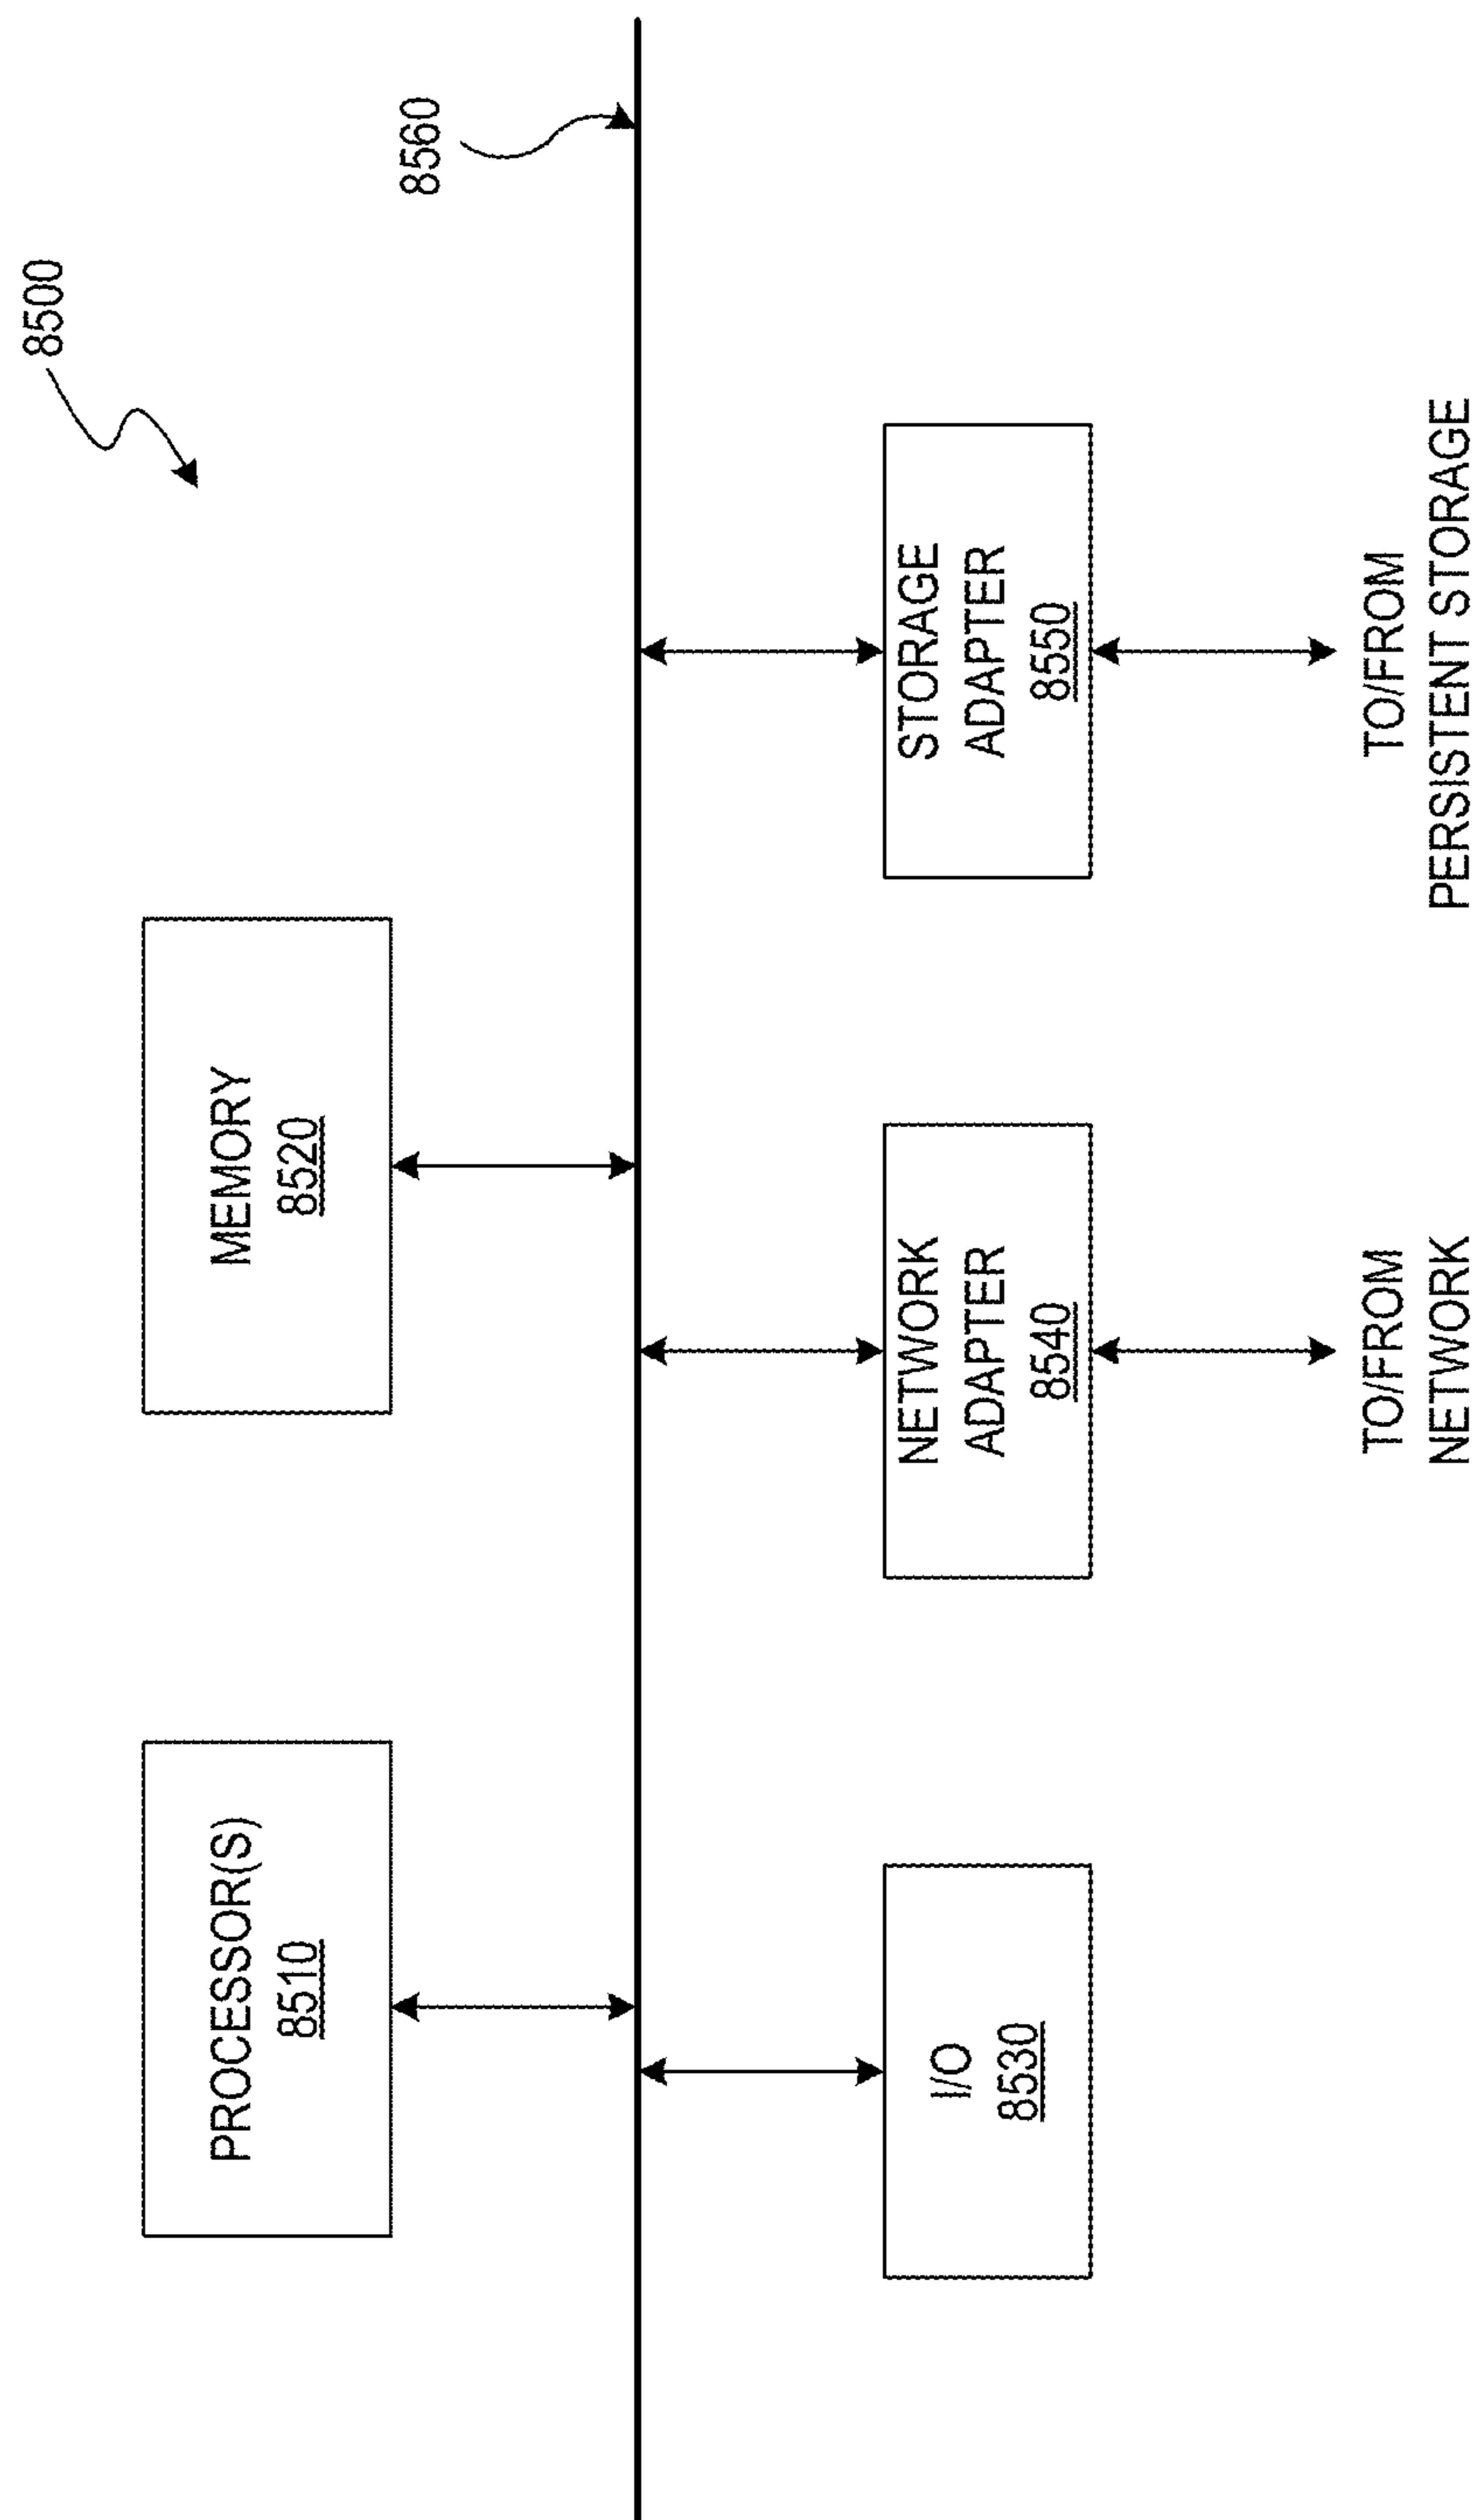 8500
8560
PROCESSOR(S)
8510
MEMORY
8520
I/O
8530
NETWORK
ADAPTER
8540
STORAGE
ADAPTER
8550
TO/FROM
NETWORK
TO/FROM
PERSISTENT STORAGE